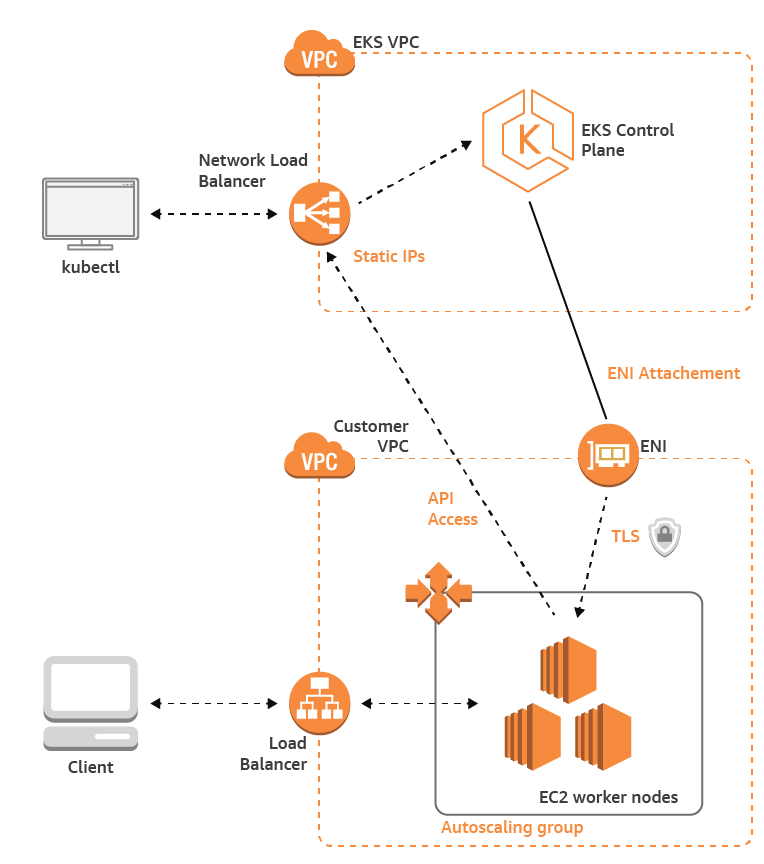 VPC
EKS VPC
K
EKS Control
Plane
Network Load
Balancer
kubectl
Static IPs
ENI Attachement
Customer
VPC
VPC
ENI
API
Access
TLS
Load
Balancer
Client
EC2 worker nodes
Autoscaling group